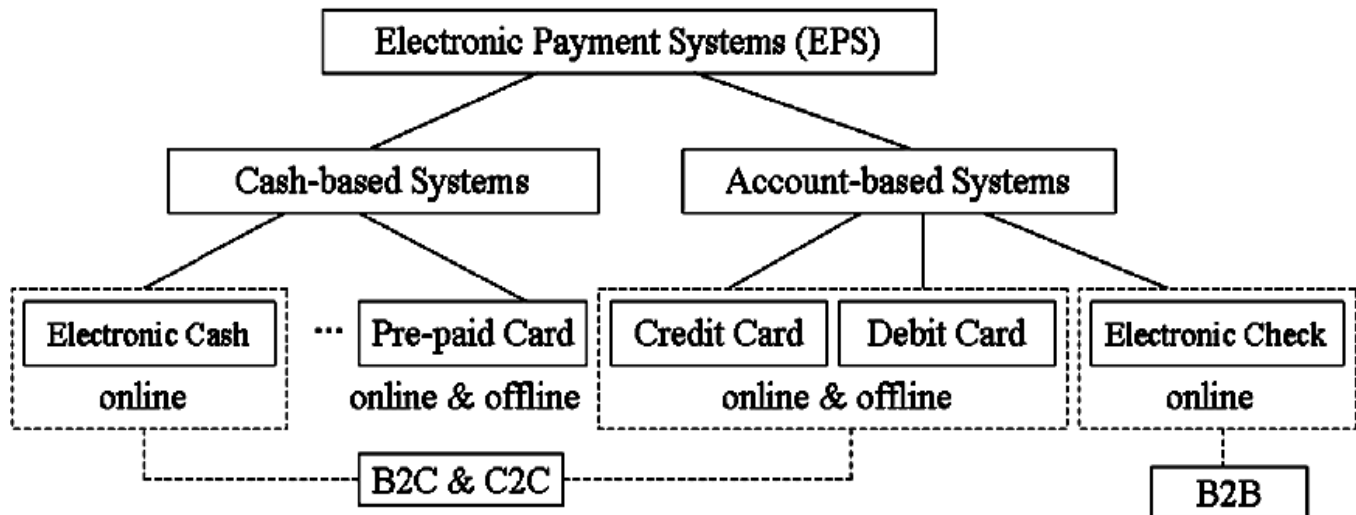 Electronic Payment Systems (EPS)
Cash-based Systems
Account-based Systems
Electronic Cash
...
Pre-paid Card
Credit Card
Debit Card
Electronic Check
online
online & offline
online & offline
online
B2C & C2C
B2B